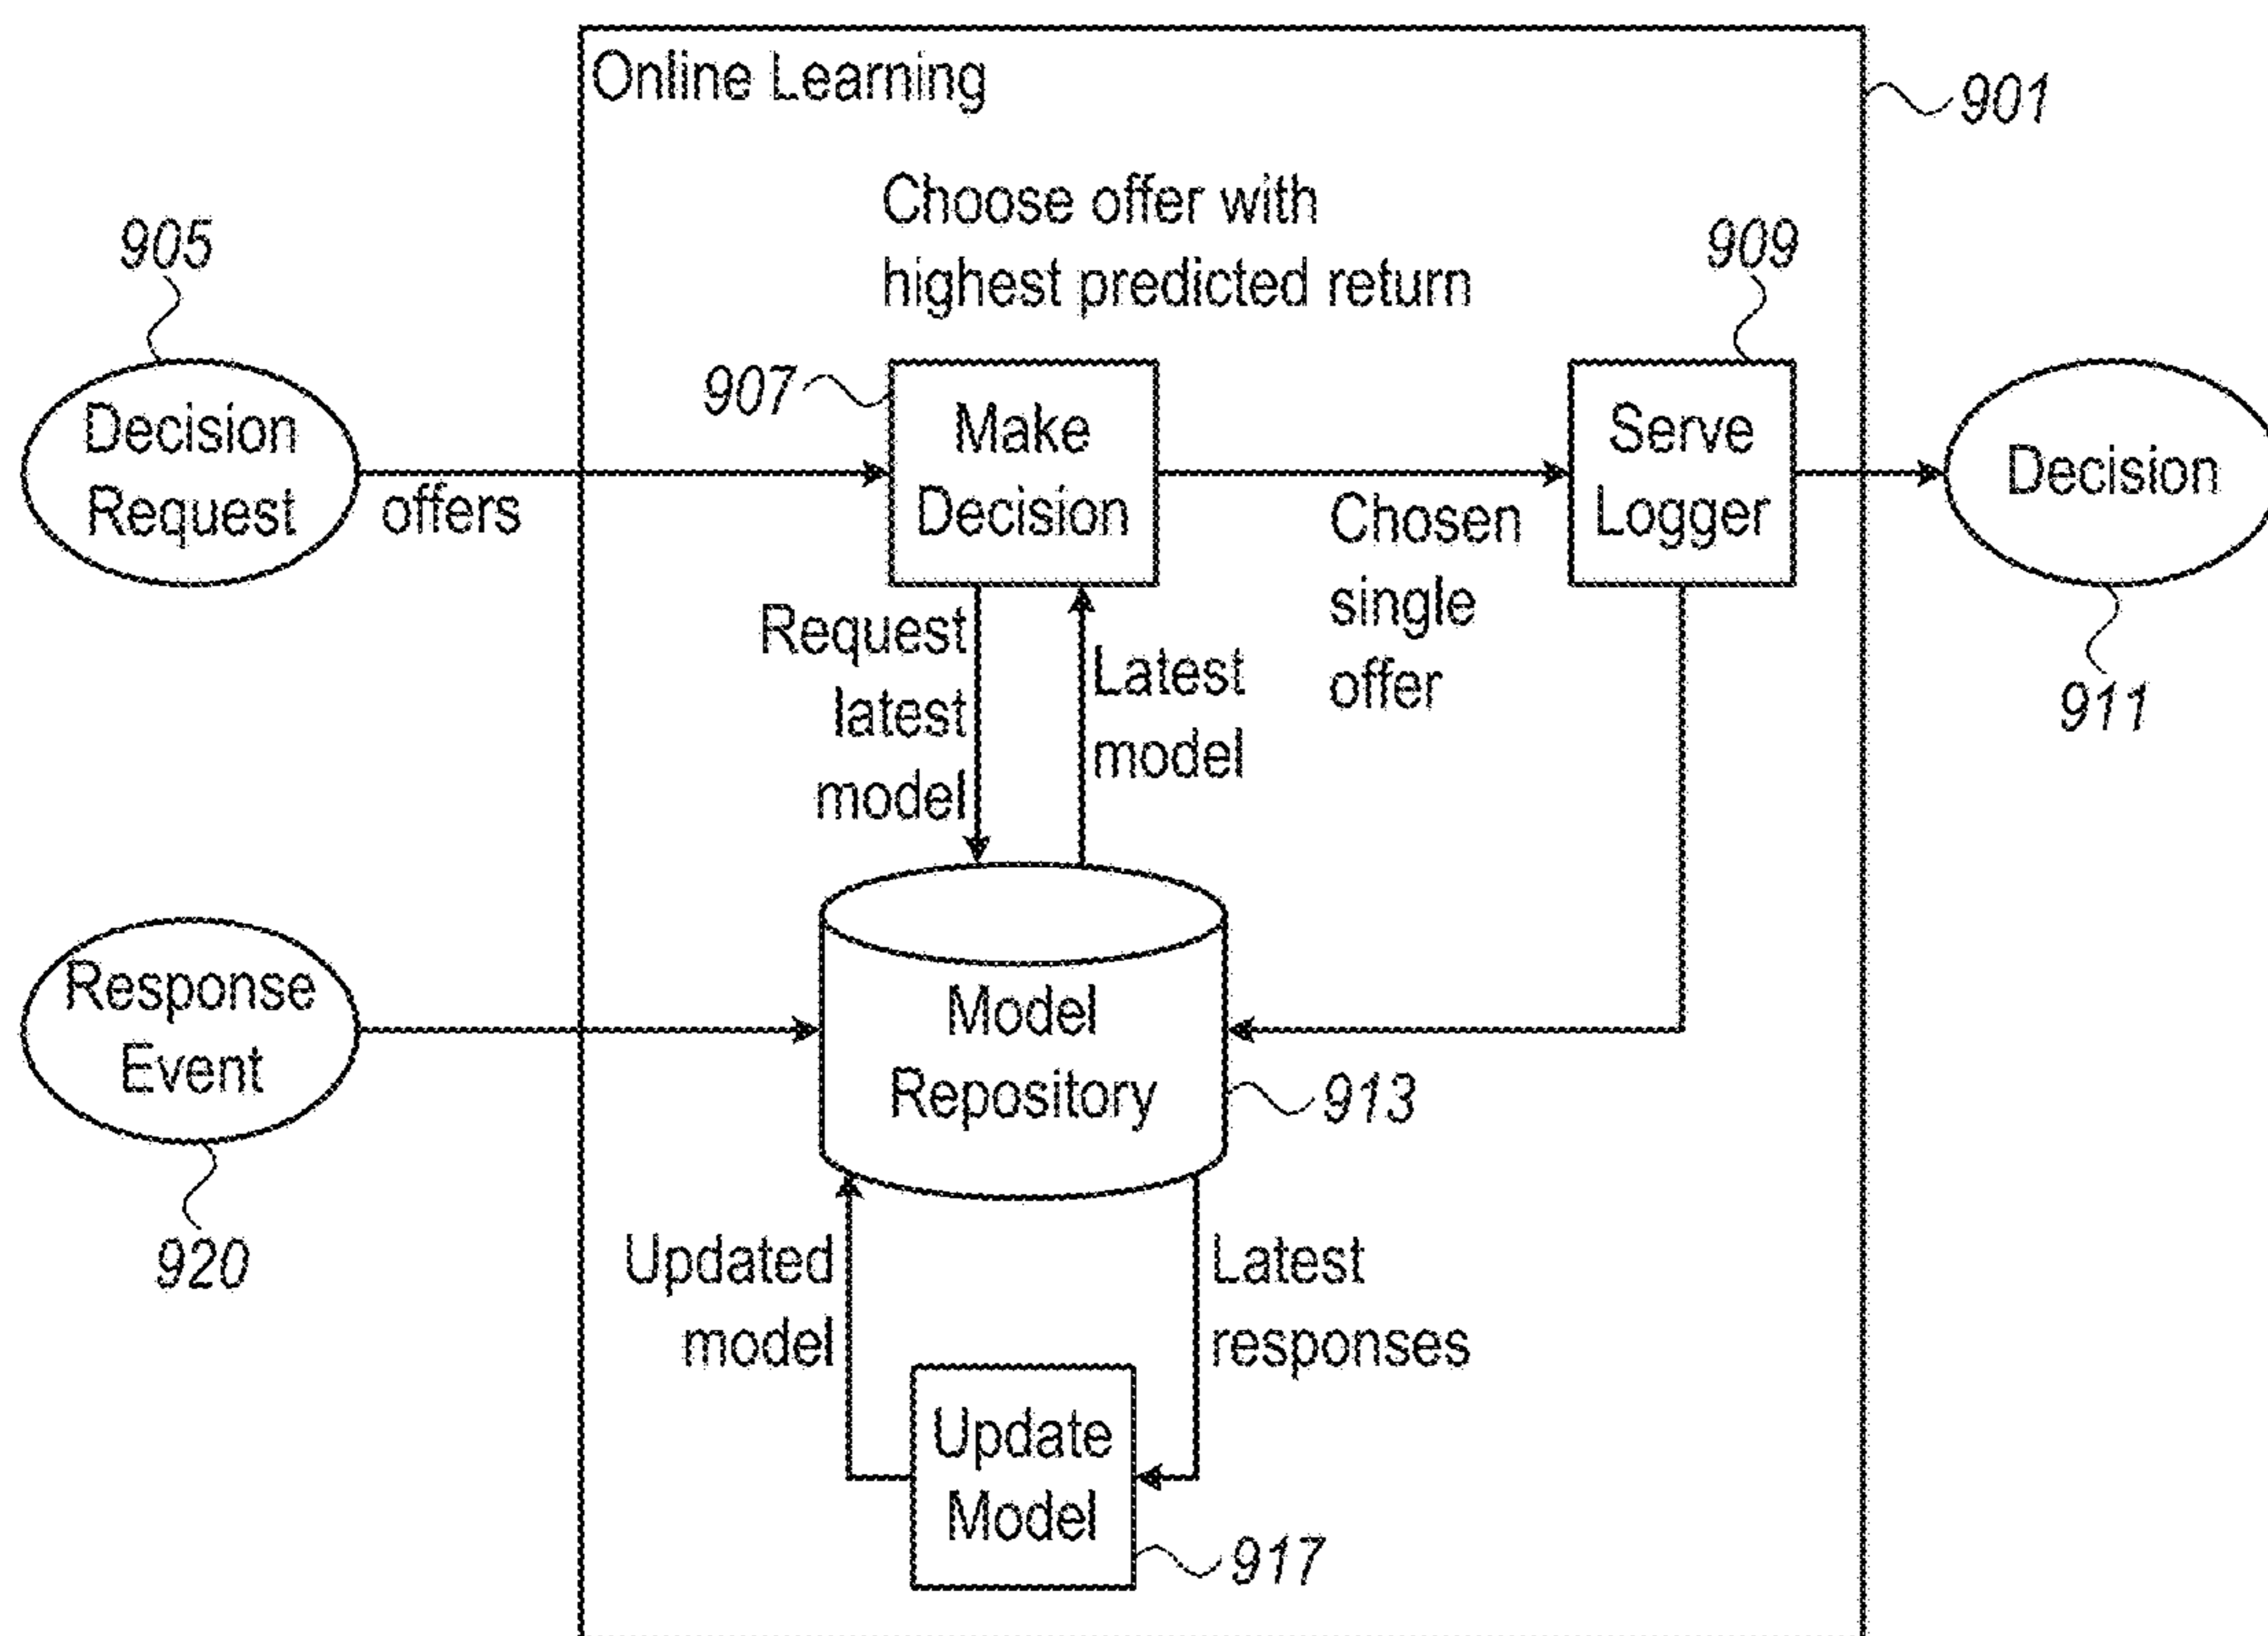 Online Learning
901
Choose offer with
highest predicted return
905
909
907
Decision
Request
offers
Make
Decision
Chosen
single
offer
Serve
Logger
Decision
911
Request
latest
model
Latest
model
Response
Event
920
Model
Repository
913
Updated
model
Latest
responses
Update
Model
917